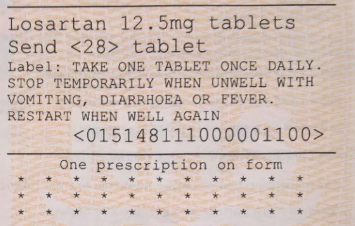 Losartan 12.5mg tablets
Send <28> tablet
Label: TAKE ONE TABLET ONCE DAILY.
STOP TEMPORARILY WHEN UNWELL WITH
VOMITING, DIARRHOEA OR FEVER.
RESTART WHEN WELL AGAIN
<015148111000001100>
One prescription on form
* * * * * * * * * *
* * * * * * * * * *
* * * * * * * * * *